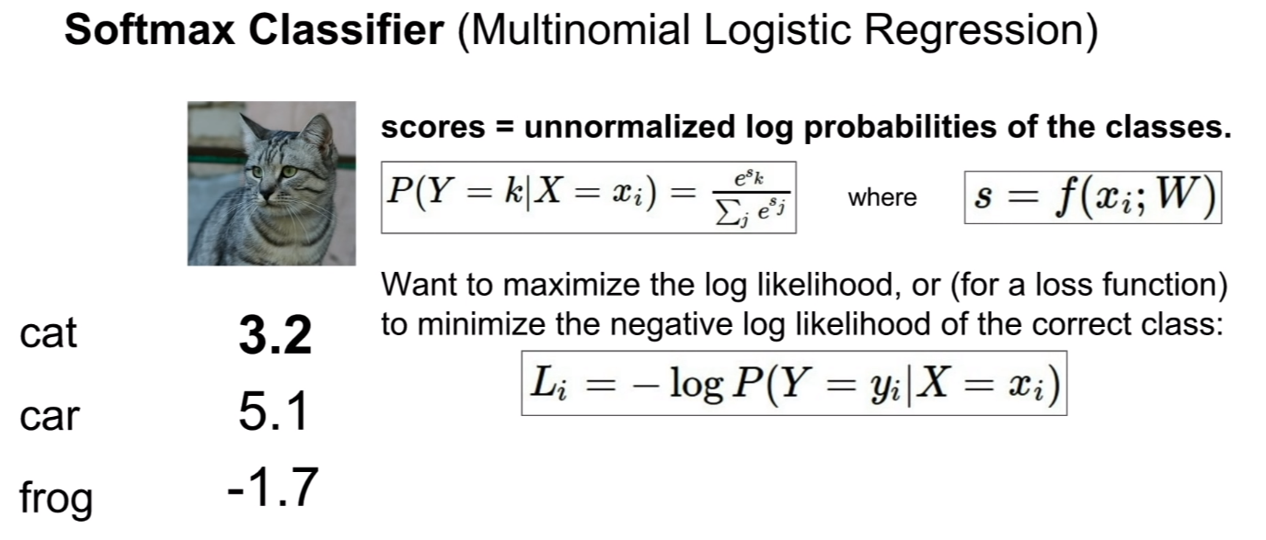 Softmax Classifier (Multinomial Logistic Regression)
scores = unnormalized log probabilities of the classes.
P(Y = k|X = x_i) = \frac{e^{s_k}}{\sum_j e^{s_j}} where s = f(x_i; W)
Want to maximize the log likelihood, or (for a loss function)
to minimize the negative log likelihood of the correct class:
L_i = − log P(Y = y_i|X = x_i)
cat 3.2
car 5.1
frog -1.7